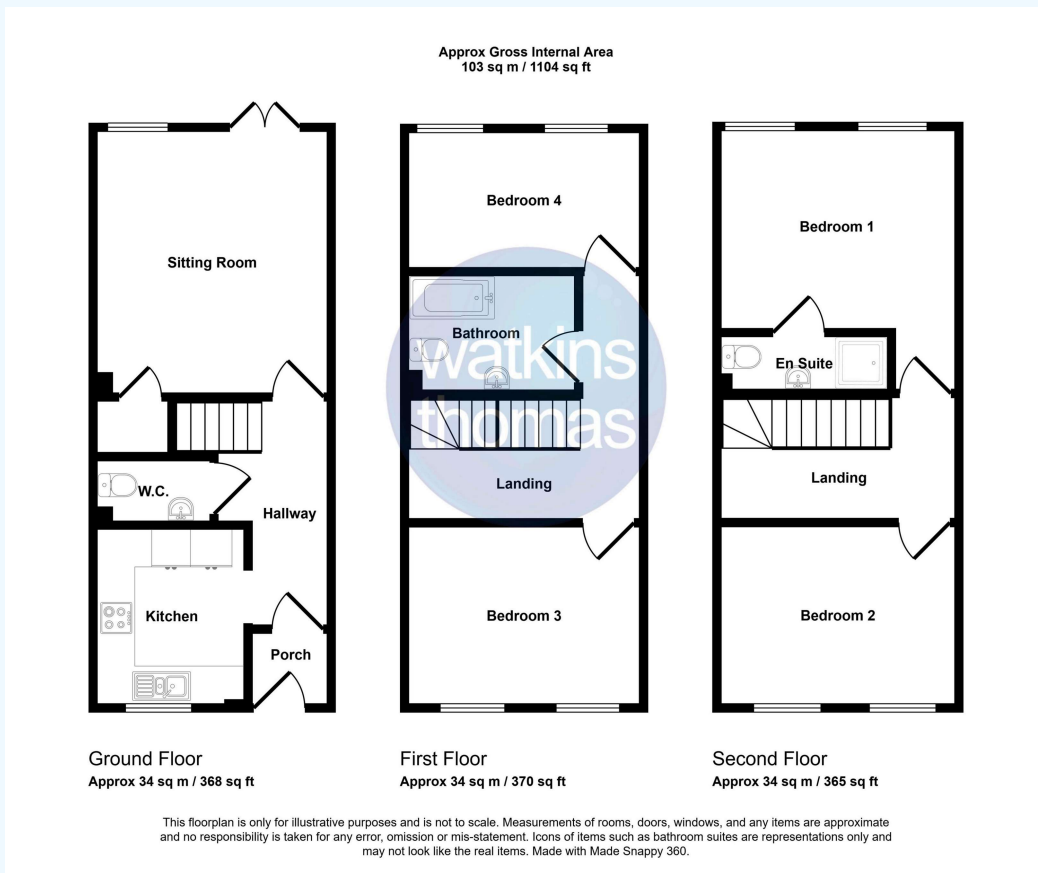 Approx Gross Internal Area
103 sq m / 1104 sq ft
Sitting Room
W.C.
Hallway
Kitchen
Porch
Ground Floor
Approx 34 sq m / 368 sq ft
Bedroom 4
Bathroom
watkins
thomas
Landing
Bedroom 3
First Floor
Approx 34 sq m / 370 sq ft
Bedroom 1
En Suite
Landing
Bedroom 2
Second Floor
Approx 34 sq m / 365 sq ft
This floorplan is only for illustrative purposes and is not to scale. Measurements of rooms, doors, windows, and any items are approximate
and no responsibility is taken for any error, omission or mis-statement. Icons of items such as bathroom suites are representations only and
may not look like the real items. Made with Made Snappy 360.